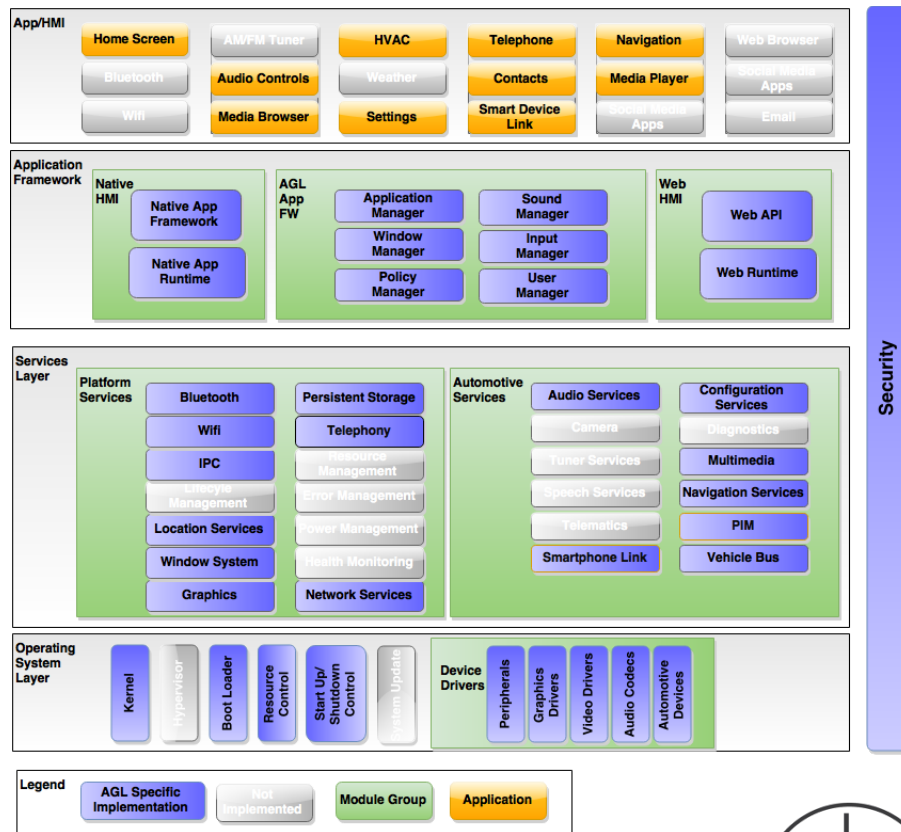 App/HMI
Home Screen
AM/FM Tuner
HVAC
Telephone
Navigation
Web Browser
Bluetooth
Audio Controls
Weather
Contacts
Media Player
Social Media
Apps
Wifi
Media Browser
Settings
Smart Device
Link
Social Media
Apps
Email
Application
Framework
Native
HMI
Native App
Framework
Native App
Runtime
AGL
App
FW
Application
Manager
Sound
Manager
Window
Manager
Input
Manager
Policy
Manager
User
Manager
Web
HMI
Web API
Web Runtime
Services
Layer
Platform
Services
Bluetooth
Persistent Storage
Wifi
Telephony
IPC
Resource
Management
Lifecyle
Management
Error Management
Location Services
Power Management
Window System
Health Monitoring
Graphics
Network Services
Automotive
Services
Audio Services
Configuration
Services
Camera
Diagnostics
Tuner Services
Multimedia
Speech Services
Navigation Services
Telematics
PIM
Smartphone Link
Vehicle Bus
Operating
System
Layer
Kernel
Hypervisor
Boot Loader
Resource
Control
Start Up/
Shutdown
Control
System Update
Device
Drivers
Peripherals
Graphics
Drivers
Video Drivers
Audio Codecs
Automotive
Devices
Security
Legend
AGL Specific
Implementation
Not
Implemented
Module Group
Application